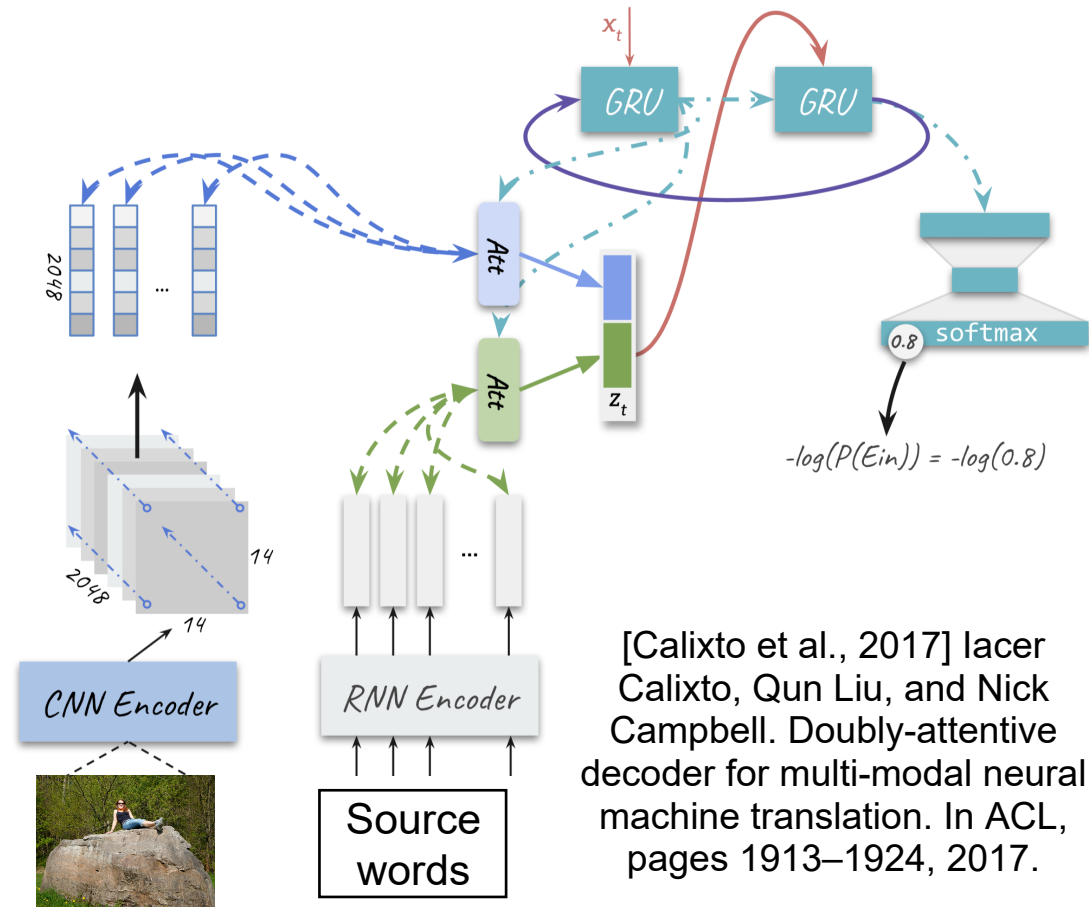 x_t
GRU
GRU
2048
...
Att
Att
z_t
softmax
0.8
-log(P(Ein)) = -log(0.8)
14
2048
14
...
CNN Encoder
RNN Encoder
Source
words
[Calixto et al., 2017] Iacer
Calixto, Qun Liu, and Nick
Campbell. Doubly-attentive
decoder for multi-modal neural
machine translation. In ACL,
pages 1913–1924, 2017.